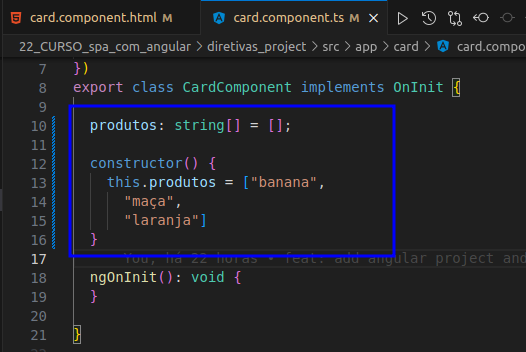 card.component.html M
card.component.ts M
22_CURSO_spa_com_angular > diretivas_project > src > app > card > card.compo
7 })
8 export class CardComponent implements OnInit {
9
10 produtos: string[] = [];
11
12 constructor() {
13 this.produtos = ["banana",
14 "maça",
15 "laranja"]
16 }
17 You, há 22 horas • feat: add angular project and
18 ngOnInit(): void {
19 }
20
21 }
22